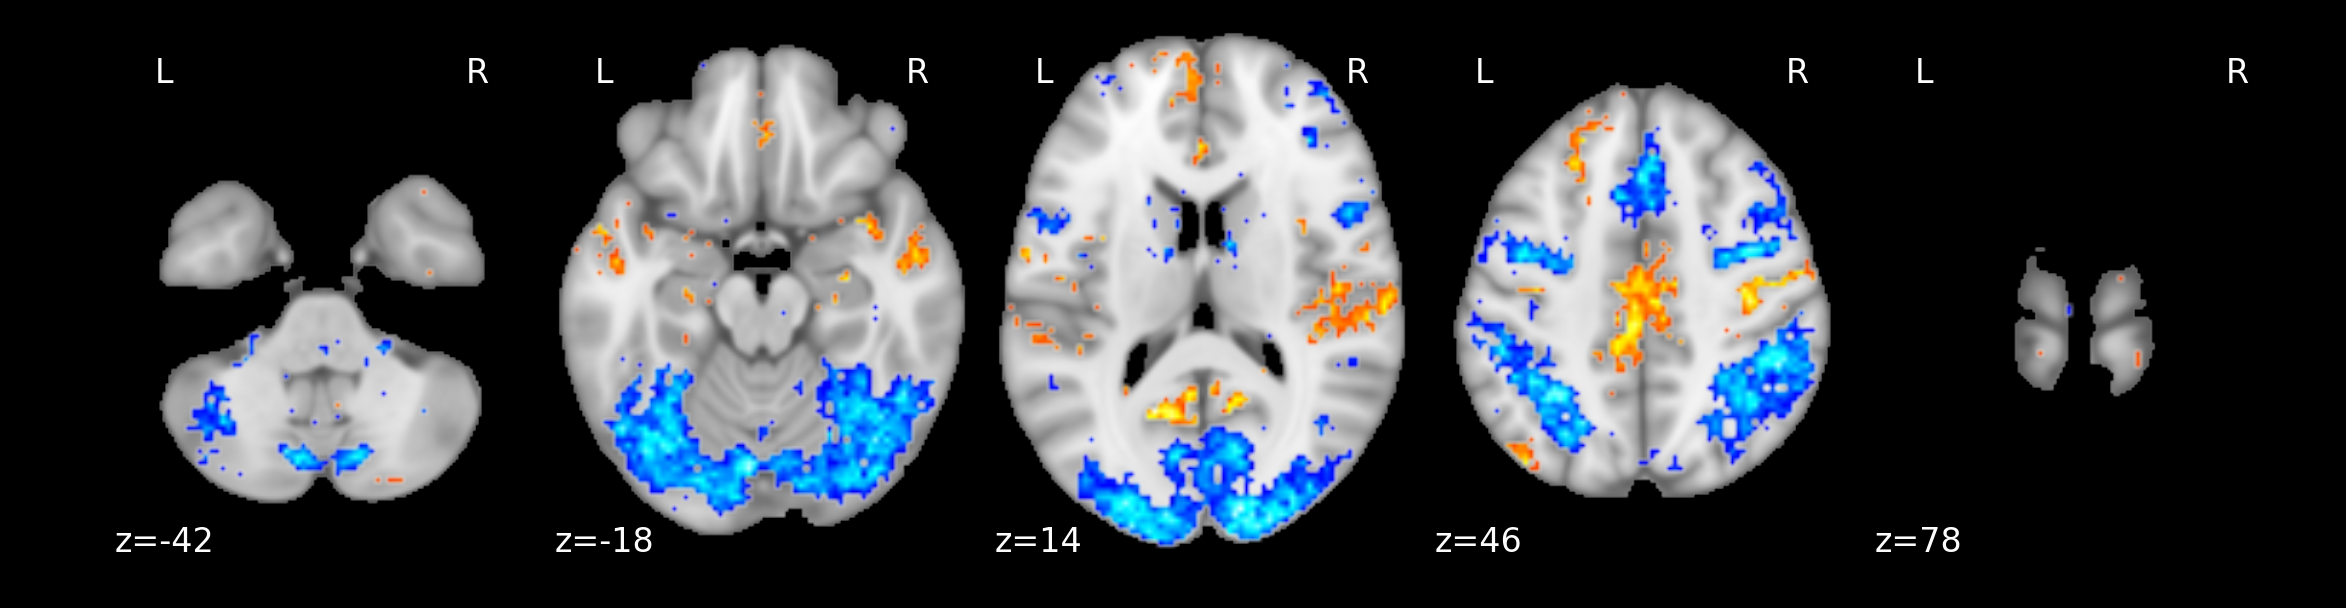 L R L R L R L R L R
z=-42 z=-18 z=14 z=46 z=78